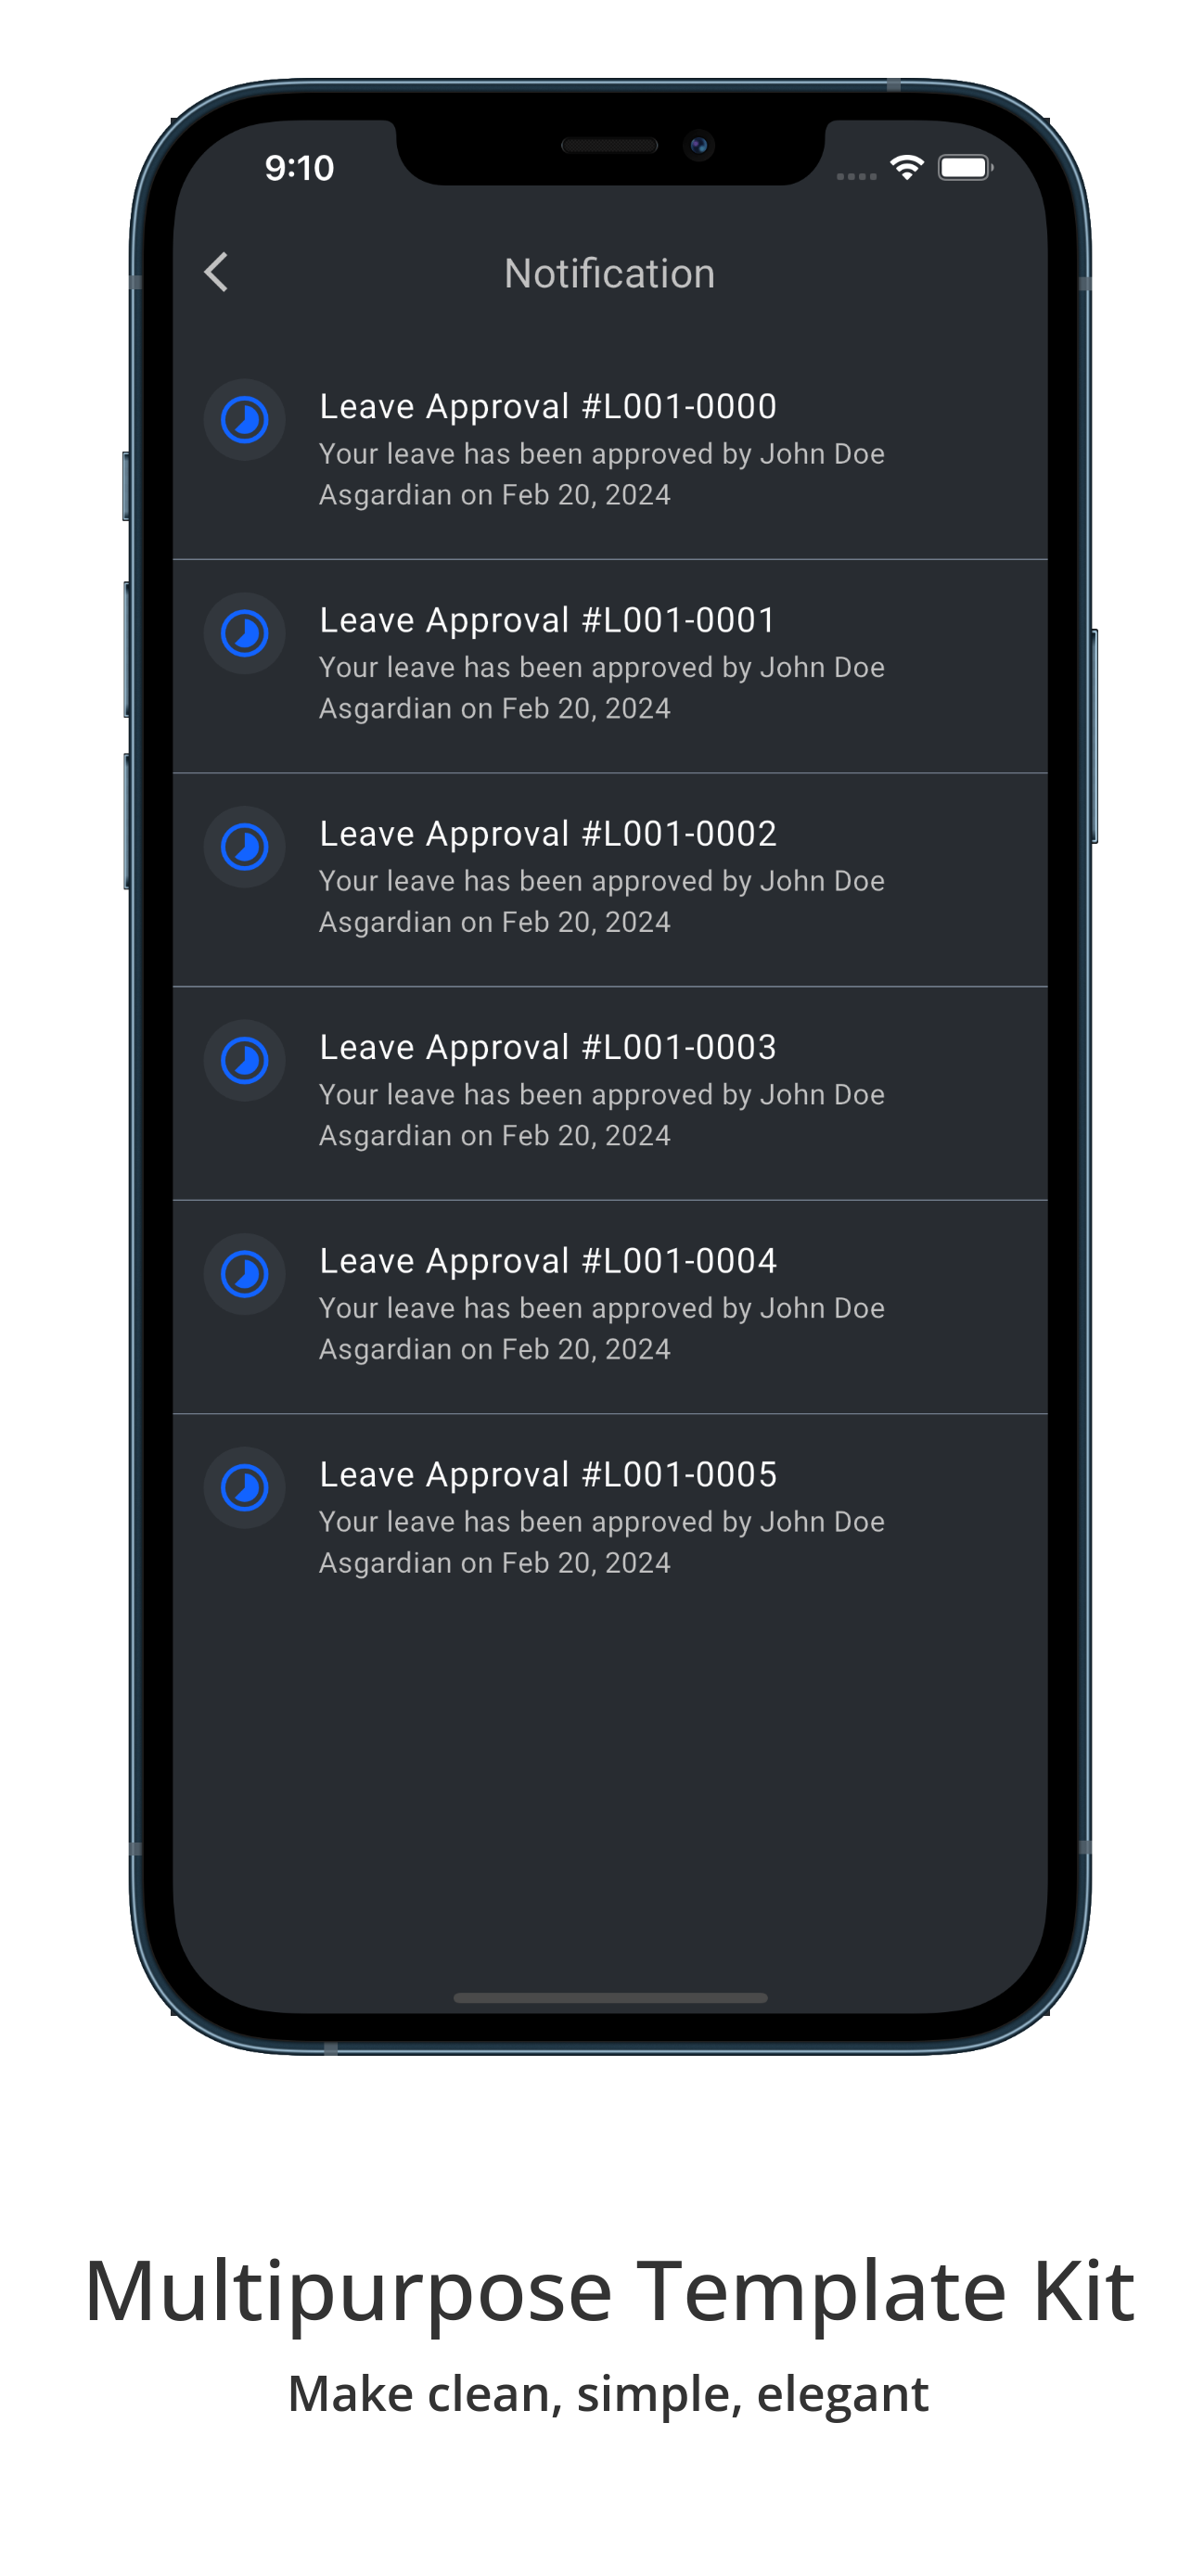 9:10
Notification
Leave Approval #L001-0000
Your leave has been approved by John Doe
Asgardian on Feb 20, 2024
Leave Approval #L001-0001
Your leave has been approved by John Doe
Asgardian on Feb 20, 2024
Leave Approval #L001-0002
Your leave has been approved by John Doe
Asgardian on Feb 20, 2024
Leave Approval #L001-0003
Your leave has been approved by John Doe
Asgardian on Feb 20, 2024
Leave Approval #L001-0004
Your leave has been approved by John Doe
Asgardian on Feb 20, 2024
Leave Approval #L001-0005
Your leave has been approved by John Doe
Asgardian on Feb 20, 2024
Multipurpose Template Kit
Make clean, simple, elegant